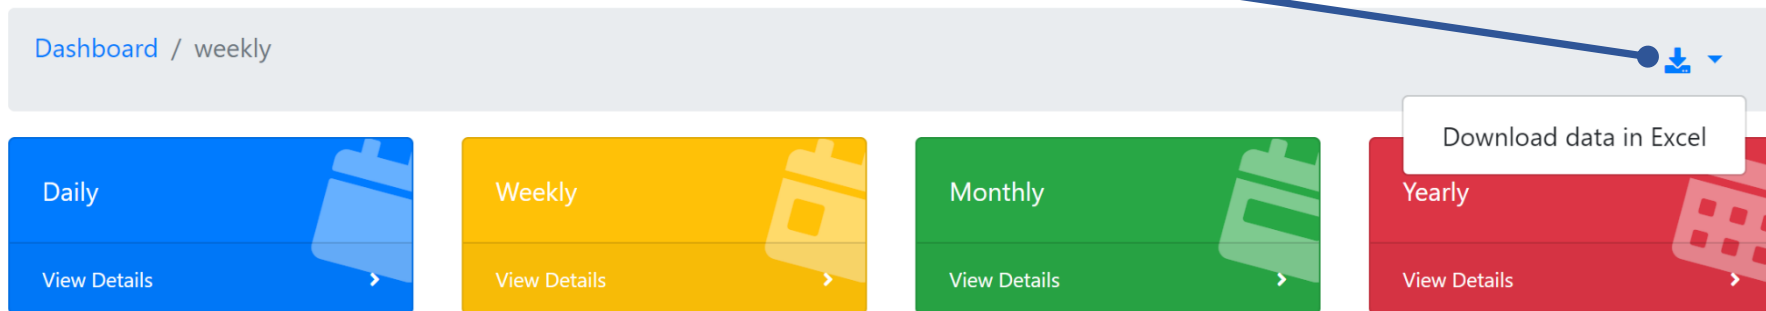 Dashboard / weekly
Download data in Excel
Daily
Weekly
Monthly
Yearly
View Details
View Details
View Details
View Details